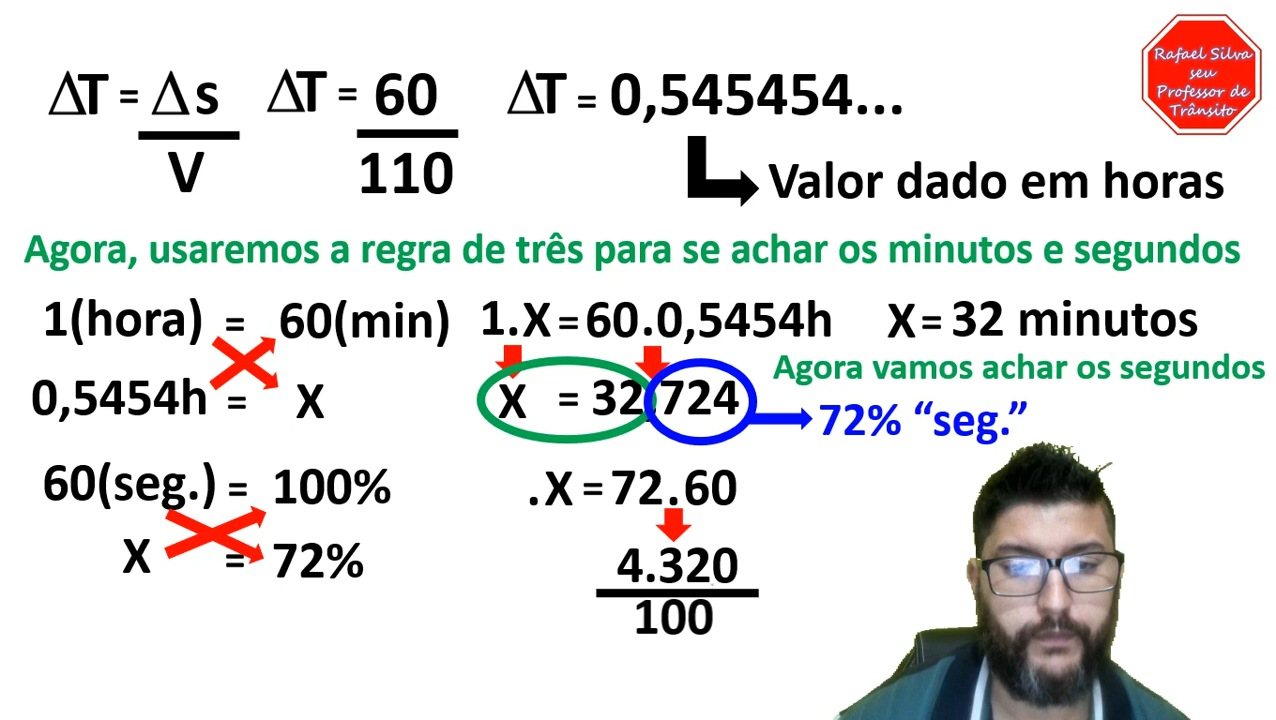 Rafael Silva
seu
Professor de
Trânsito
ΔT = Δs
V
ΔT = 60
110
ΔT = 0,545454...
Valor dado em horas
Agora, usaremos a regra de três para se achar os minutos e segundos
1(hora) = 60(min)
0,5454h = X
1.X=60.0,5454h
X = 32,724
X= 32 minutos
Agora vamos achar os segundos
72% “seg.”
60(seg.) = 100%
X = 72%
.X=72.60
4.320
100